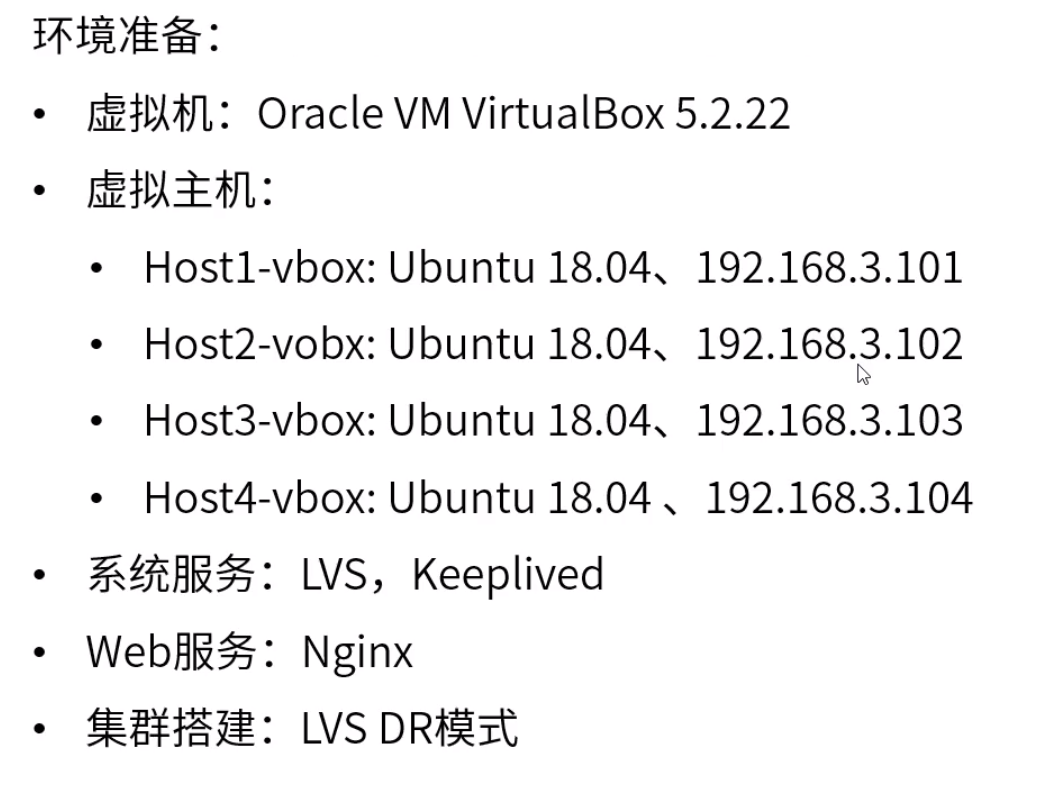 环境准备：
• 虚拟机：Oracle VM VirtualBox 5.2.22
• 虚拟主机：
• Host1-vbox: Ubuntu 18.04、192.168.3.101
• Host2-vobx: Ubuntu 18.04、192.168.3.102
• Host3-vbox: Ubuntu 18.04、192.168.3.103
• Host4-vbox: Ubuntu 18.04 、192.168.3.104
• 系统服务：LVS，Keeplived
• Web服务：Nginx
• 集群搭建：LVS DR模式